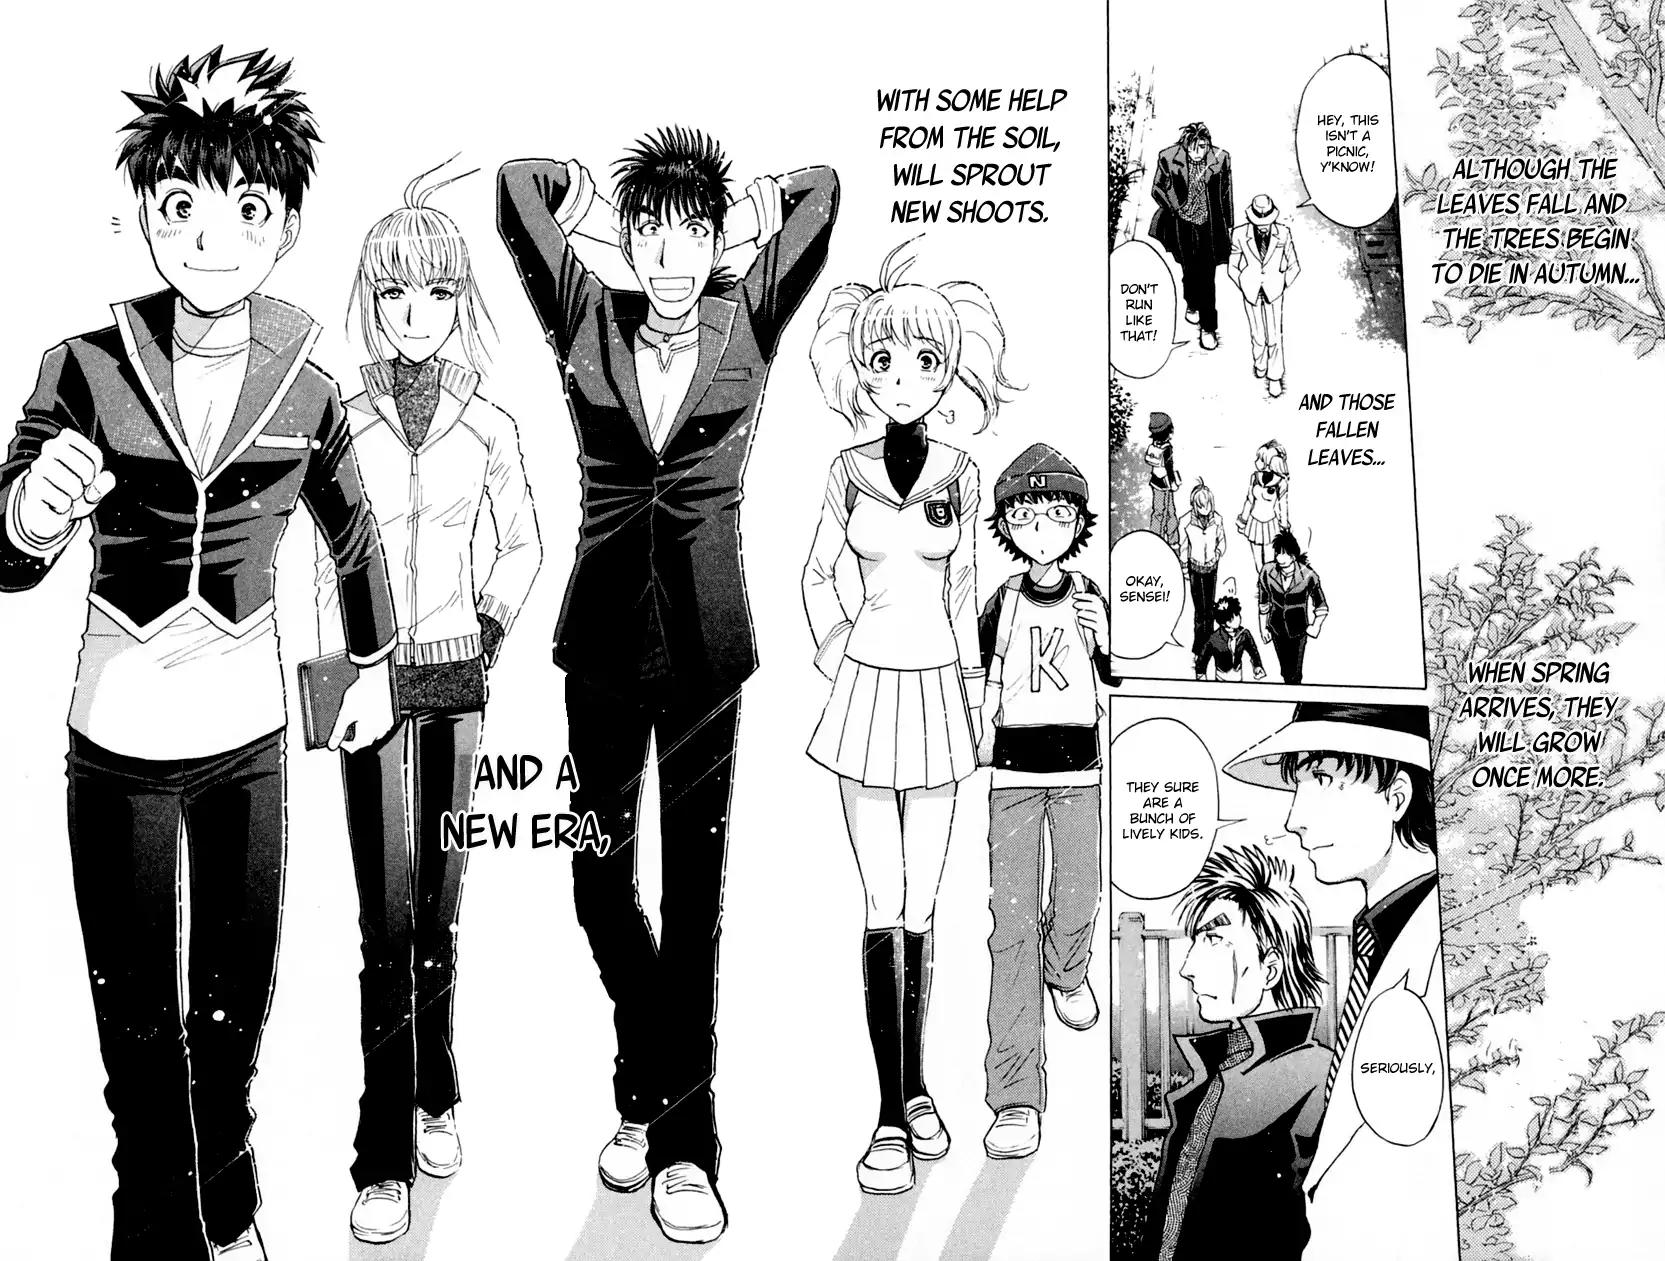 ALTHOUGH THE
LEAVES FALL AND
THE TREES BEGIN
TO DIE IN AUTUMN...
HEY, THIS
ISN'T A
PICNIC,
Y'KNOW!
DON'T
RUN
LIKE
THAT!
AND THOSE
FALLEN
LEAVES...
OKAY,
SENSEI!
WHEN SPRING
ARRIVES, THEY
WILL GROW
ONCE MORE.
THEY SURE
ARE A
BUNCH OF
LIVELY KIDS.
SERIOUSLY,
WITH SOME HELP
FROM THE SOIL,
WILL SPROUT
NEW SHOOTS.
N
K
AND A
NEW ERA,